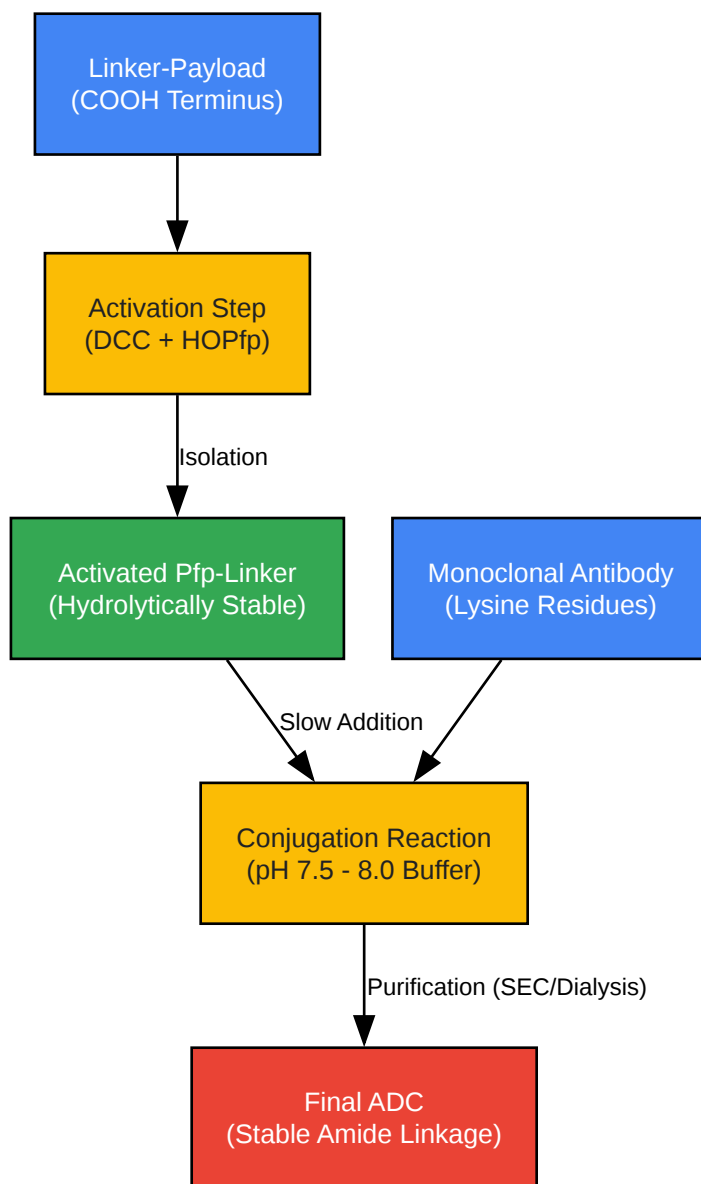 Linker-Payload
(COOH Terminus)
Activation Step
(DCC + HOPfp)
Isolation
Activated Pfp-Linker
(Hydrolytically Stable)
Monoclonal Antibody
(Lysine Residues)
Slow Addition
Conjugation Reaction
(pH 7.5 - 8.0 Buffer)
Purification (SEC/Dialysis)
Final ADC
(Stable Amide Linkage)